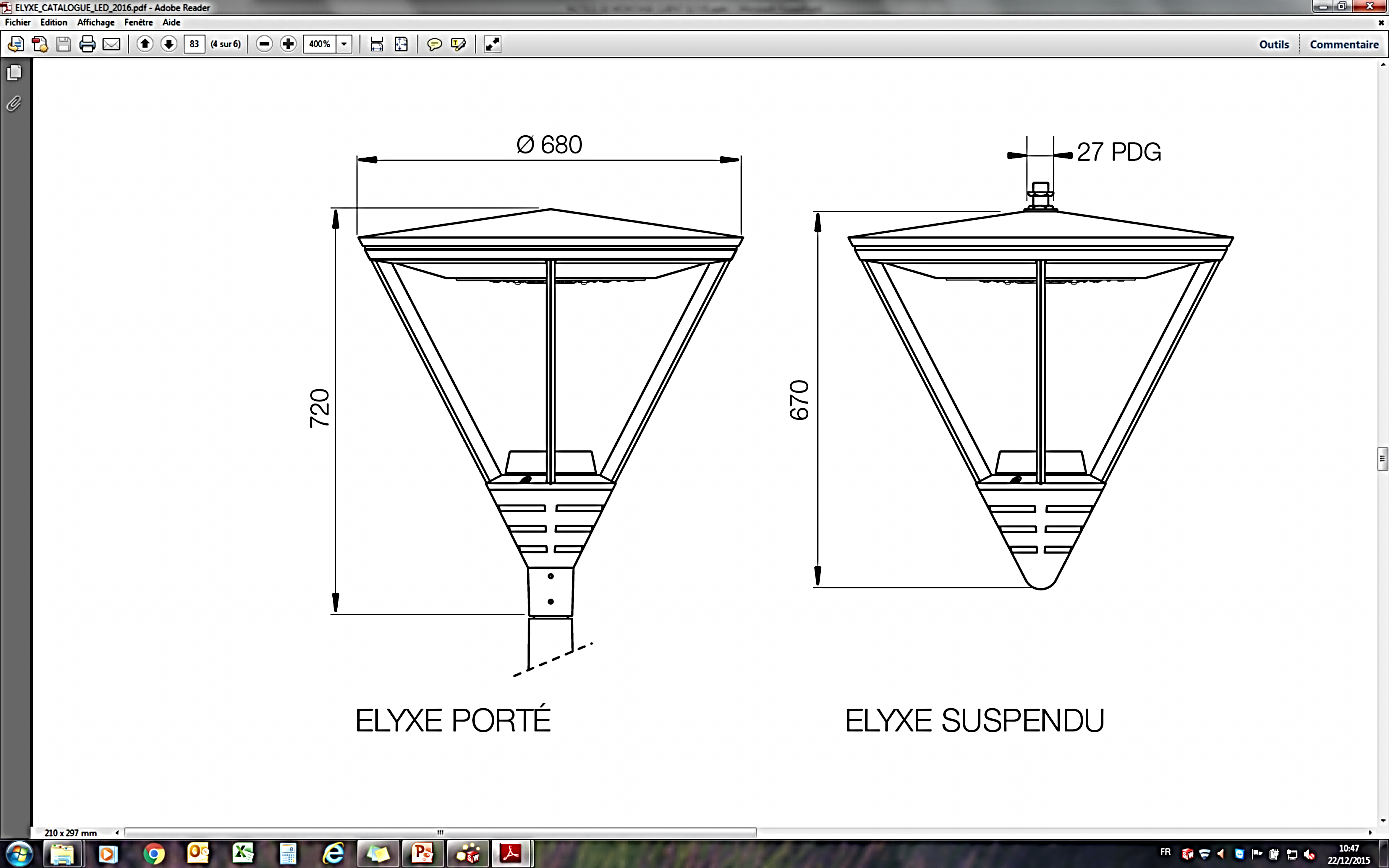 ELYXE_CATALOGUE_LED_2016.pdf - Adobe Reader
Fichier Edition Affichage Fenêtre Aide
83 (4 sur 6) 400% Outils Commentaire
Ø 680
27 PDG
720
670
ELYXE PORTÉ
ELYXE SUSPENDU
210 x 297 mm
FR
10:47
22/12/2015